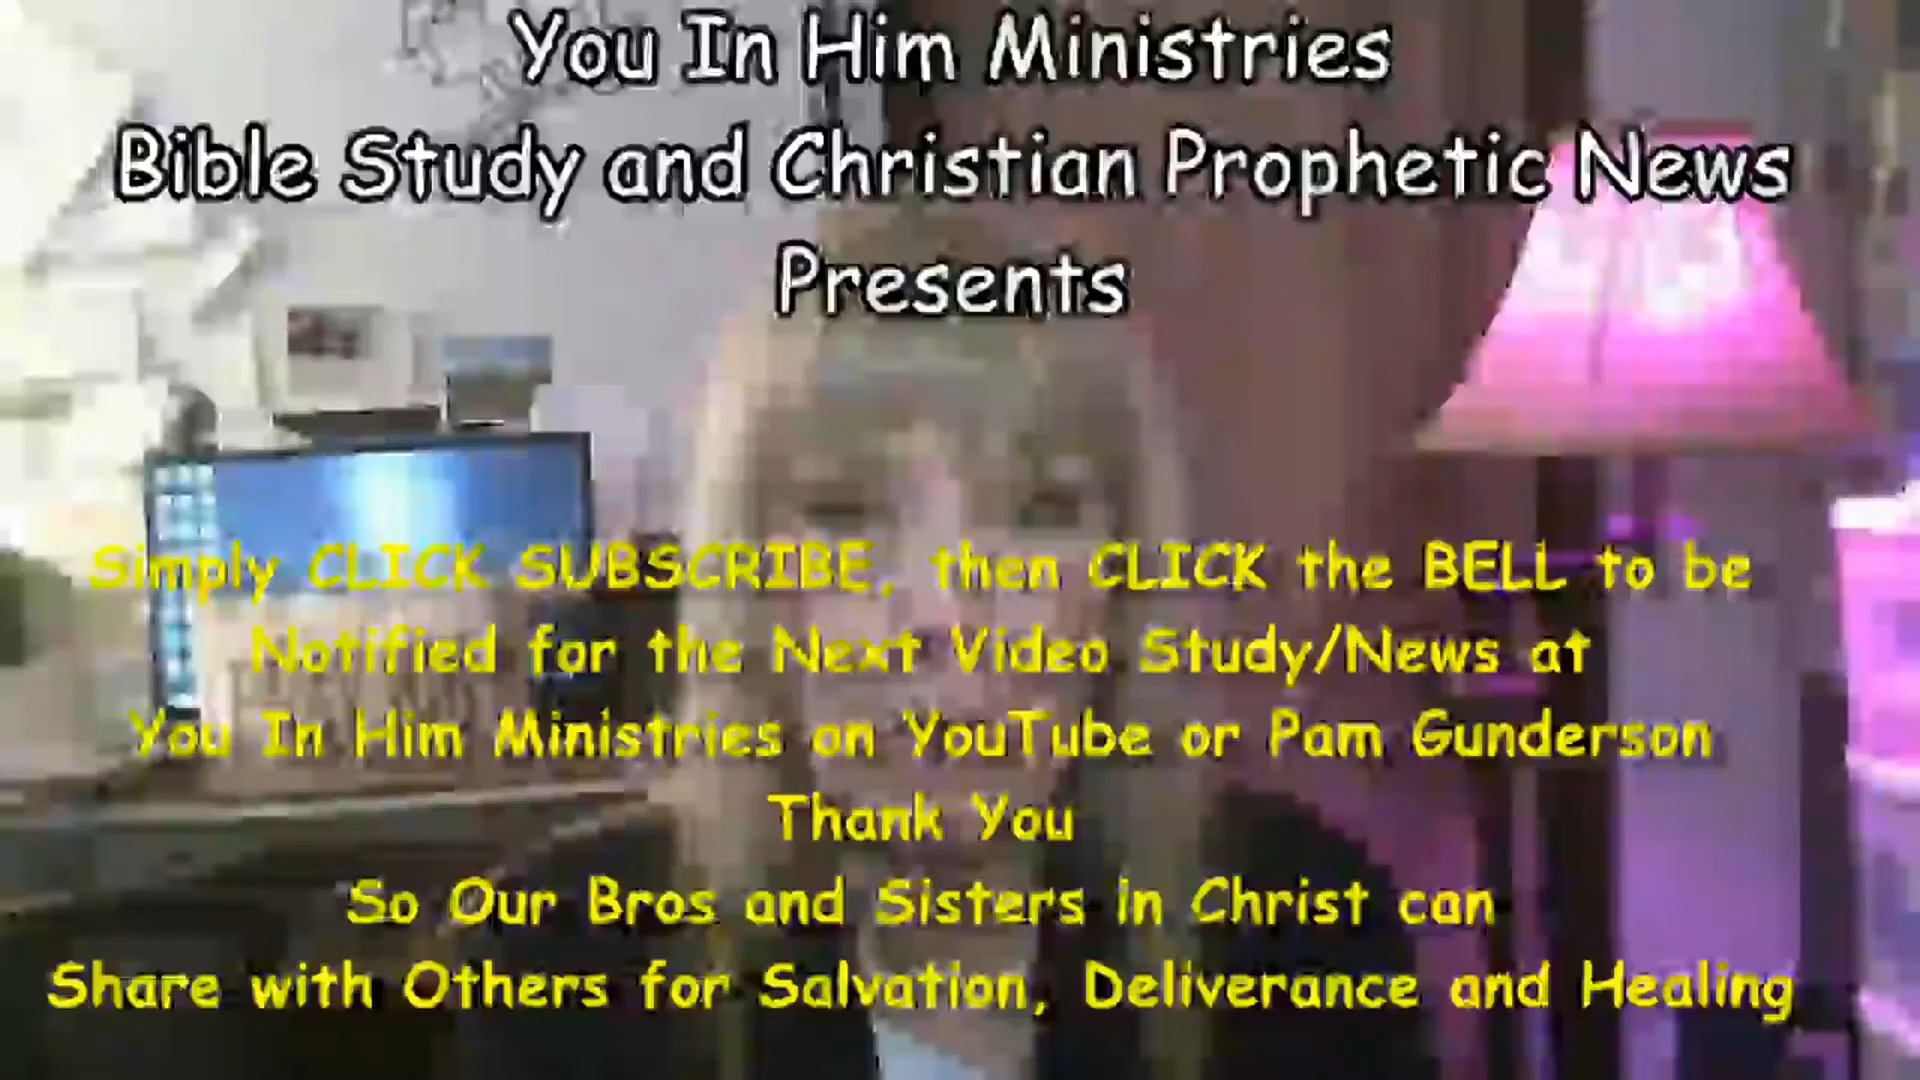 You In Him Ministries
Bible Study and Christian Prophetic News
Presents
Simply CLICK SUBSCRIBE, then CLICK the BELL to be
Notified for the Next Video Study/News at
You In Him Ministries on YouTube or Pam Gunderson
Thank You
So Our Bros and Sisters in Christ can
Share with Others for Salvation, Deliverance and Healing